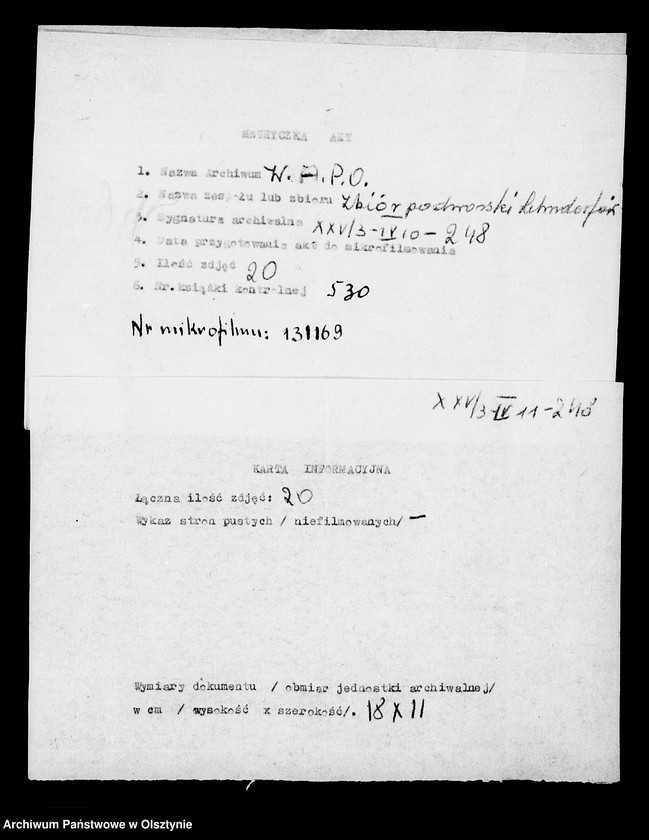 METRYCZKA AKT
1. Nazwa Archiwum W.A.P.O.
2. Nazwa zespołu lub zbioru Zbiór podworski Lehndorfów
3. Sygnatura archiwalna XXV/3-IV10-248
4. Data przygotowania akt do mikrofilmowania
5. Ilość zdjęć 20
6. Nr.książki kontrolnej 530
Nr mikrofilmu: 131169
XXV/3-IV 11-248
KARTA INFORMACYJNA
Łączna ilość zdjęć: 20
Wykaz stron pustych / niefilmowanych/ —
Wymiary dokumentu / obmiar jednostki archiwalnej/
w cm / wysokość x szerokość/. 18 X 11
Archiwum Państwowe w Olsztynie